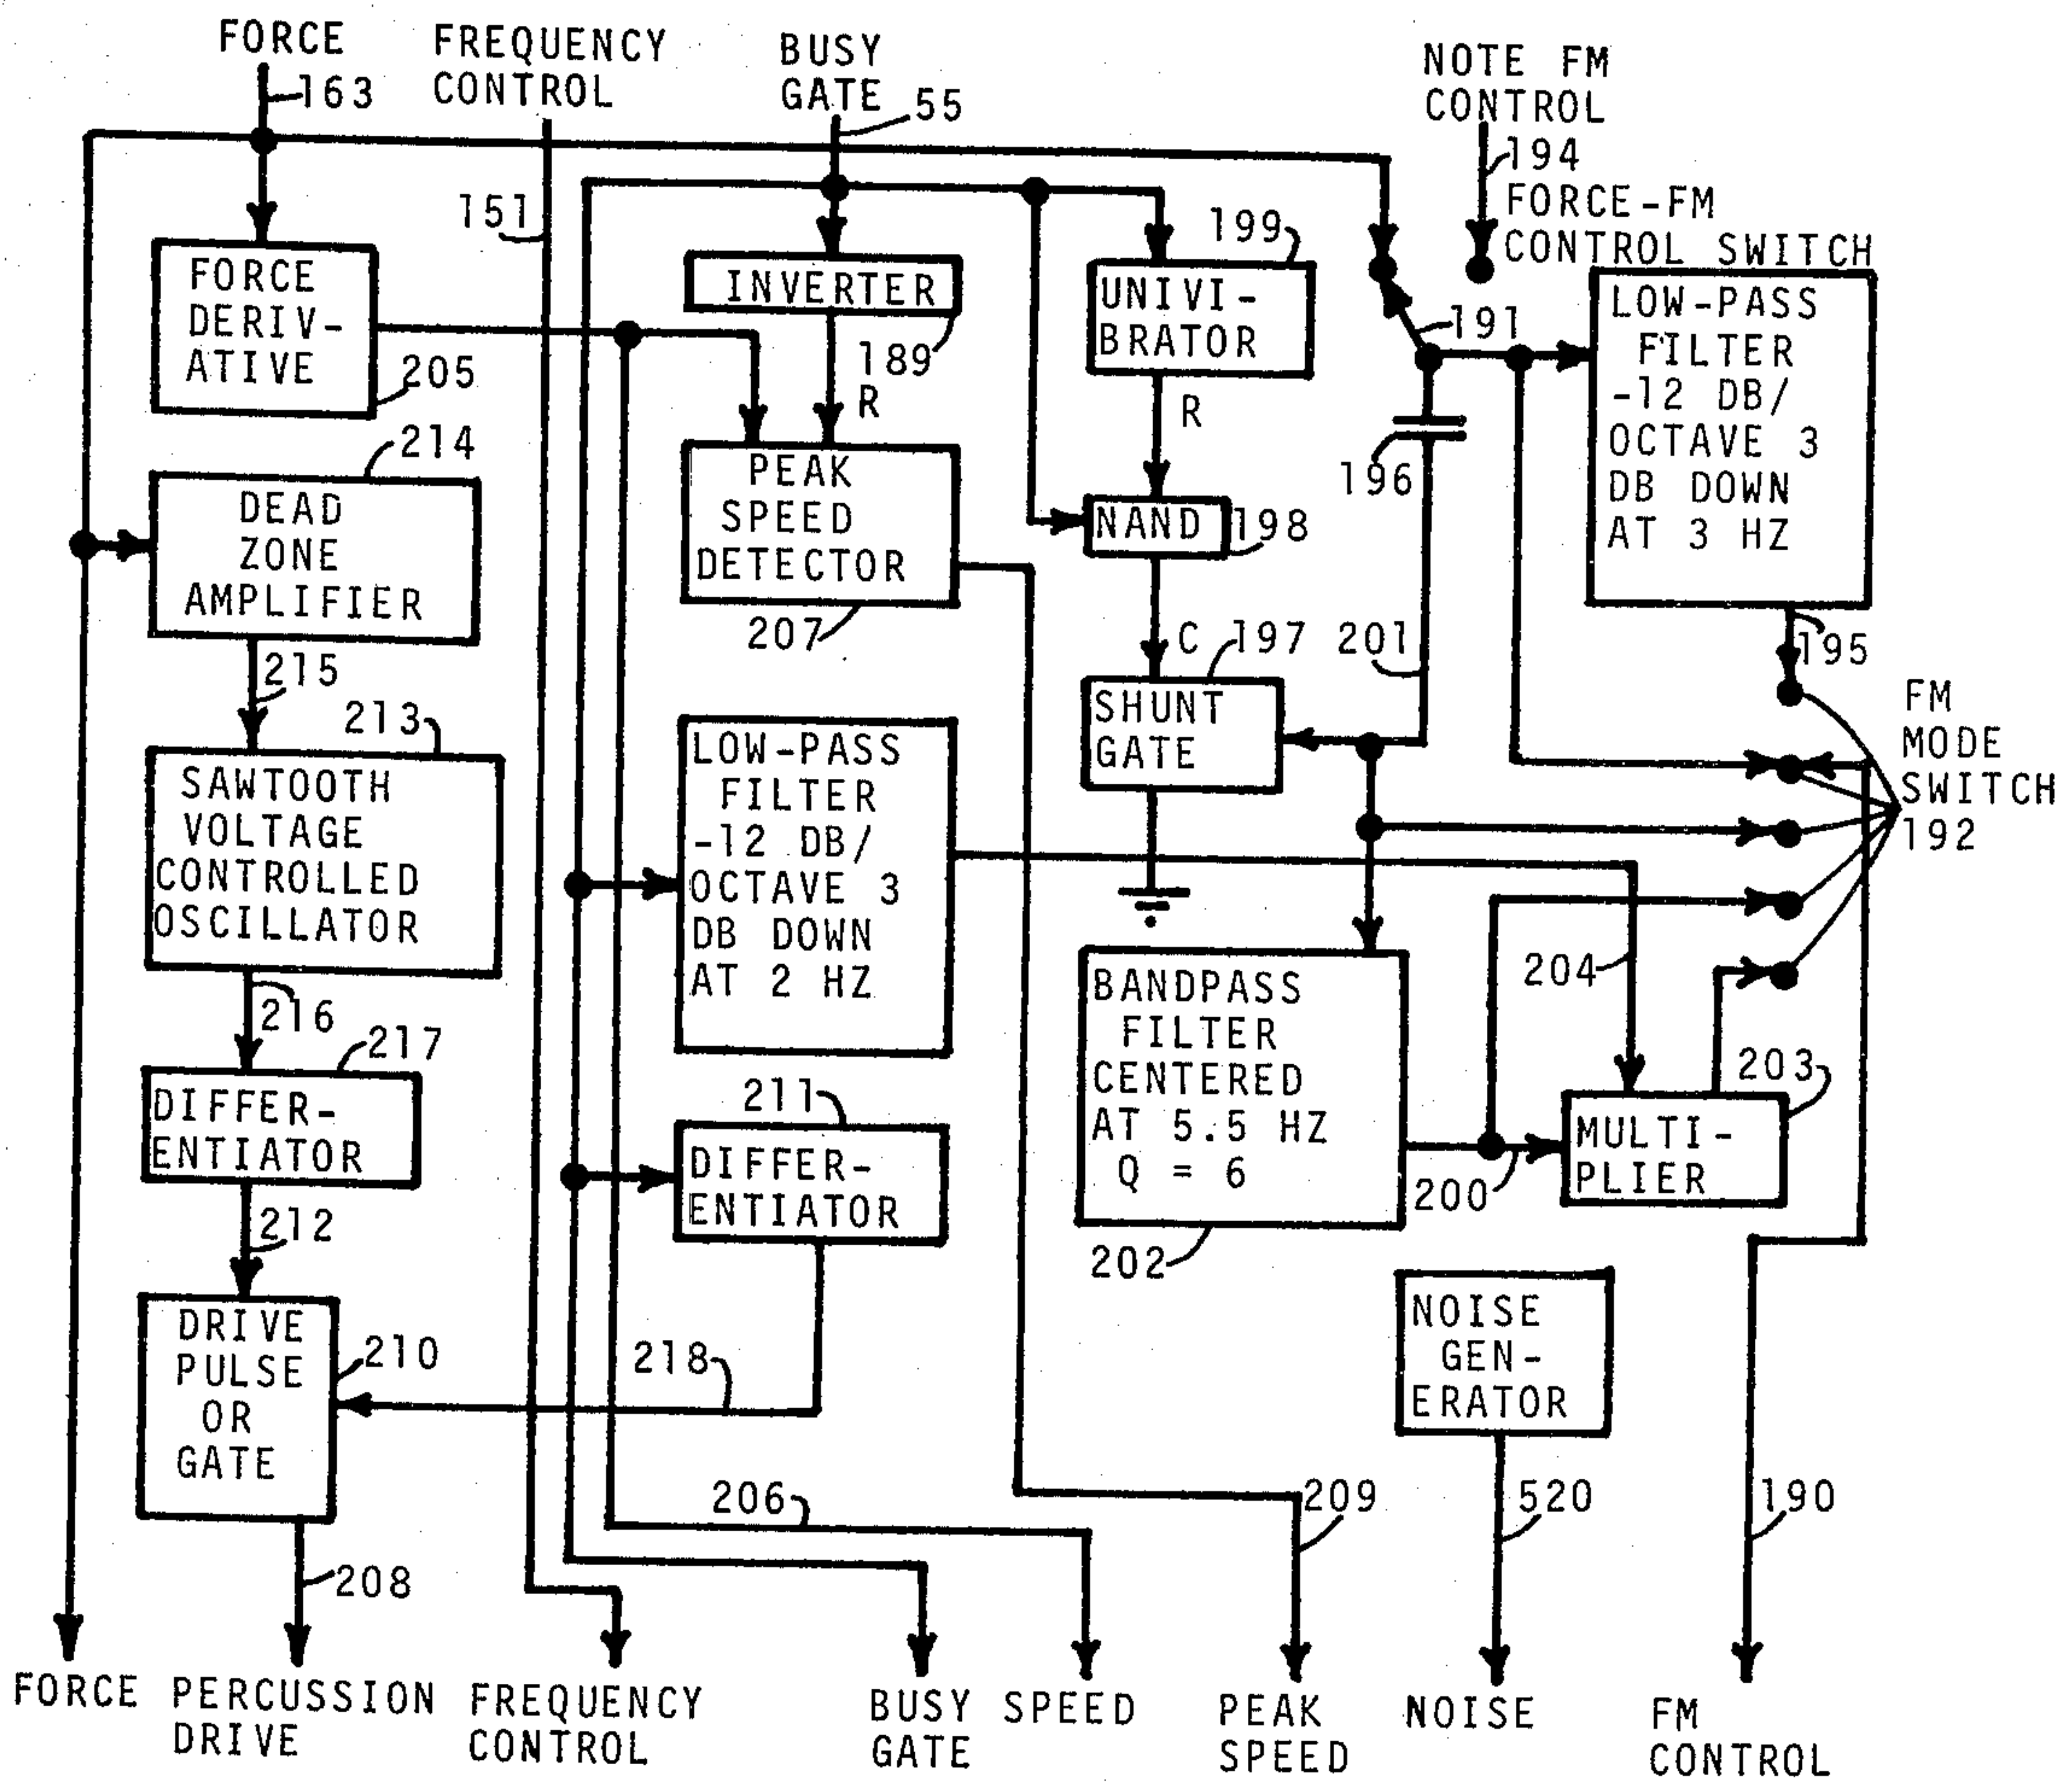 FORCE
163
FREQUENCY
CONTROL
BUSY
GATE
55
NOTE FM
CONTROL
194
FORCE-FM
CONTROL SWITCH
151
FORCE
DERIV-
ATIVE
205
INVERTER
189
R
199
UNIVI-
BRATOR
R
191
196
LOW-PASS
FILTER
-12 DB/
OCTAVE 3
DB DOWN
AT 3 HZ
195
214
DEAD
ZONE
AMPLIFIER
215
PEAK
SPEED
DETECTOR
207
NAND
198
C
197
201
SHUNT
GATE
FM
MODE
SWITCH
192
213
SAWTOOTH
VOLTAGE
CONTROLLED
OSCILLATOR
216
LOW-PASS
FILTER
-12 DB/
OCTAVE 3
DB DOWN
AT 2 HZ
204
BANDPASS
FILTER
CENTERED
AT 5.5 HZ
Q = 6
202
200
203
MULTI-
PLIER
217
DIFFER-
ENTIATOR
212
211
DIFFER-
ENTIATOR
218
DRIVE
PULSE
OR
GATE
210
NOISE
GEN-
ERATOR
206
209
520
190
208
FORCE
PERCUSSION
DRIVE
FREQUENCY
CONTROL
BUSY
GATE
SPEED
PEAK
SPEED
NOISE
FM
CONTROL